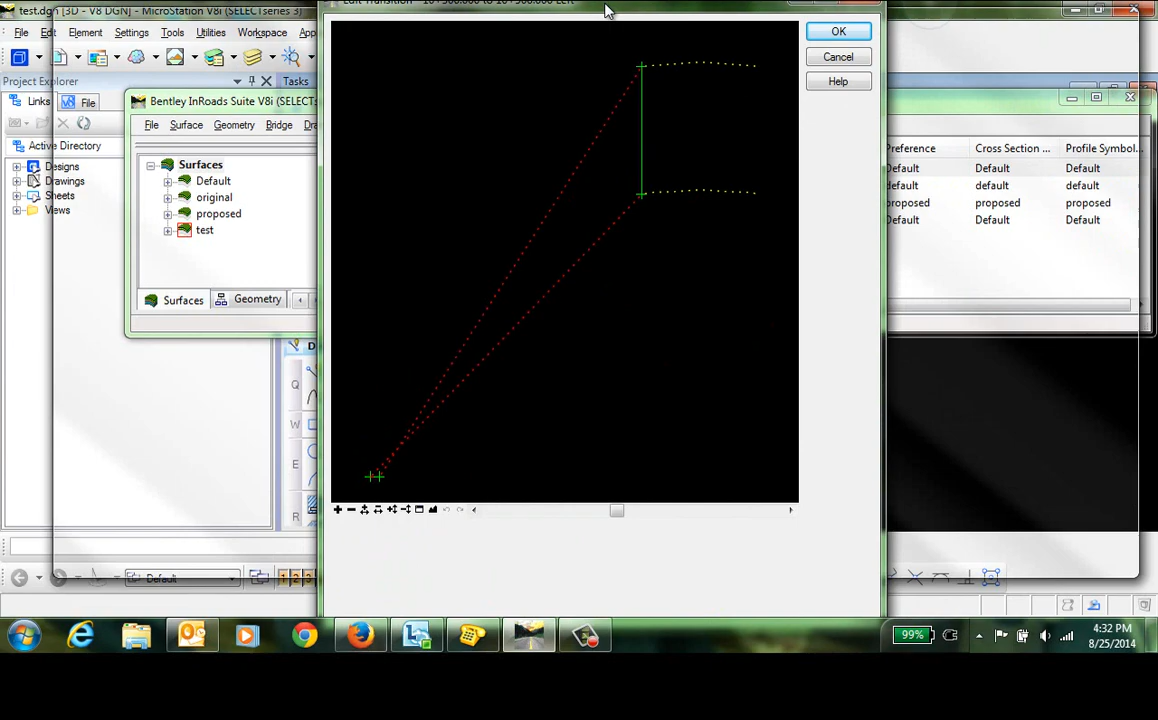 test.dgn [3D - V8 DGN] - MicroStation V8i (SELECTseries 3)
File Edit Element Settings Tools Utilities Workspace
Project Explorer
Tasks
Links File
Active Directory
Designs
Drawings
Sheets
Views
Bentley InRoads Suite V8i (SELECTs
File Surface Geometry Bridge
Surfaces
Default
original
proposed
test
Surfaces Geometry
Q
W
E
R
OK
Cancel
Help
Preference Cross Section ... Profile Symbol...
Default Default Default
default default default
proposed proposed proposed
Default Default Default
Default
1 2 3
99%
4:32 PM
8/25/2014